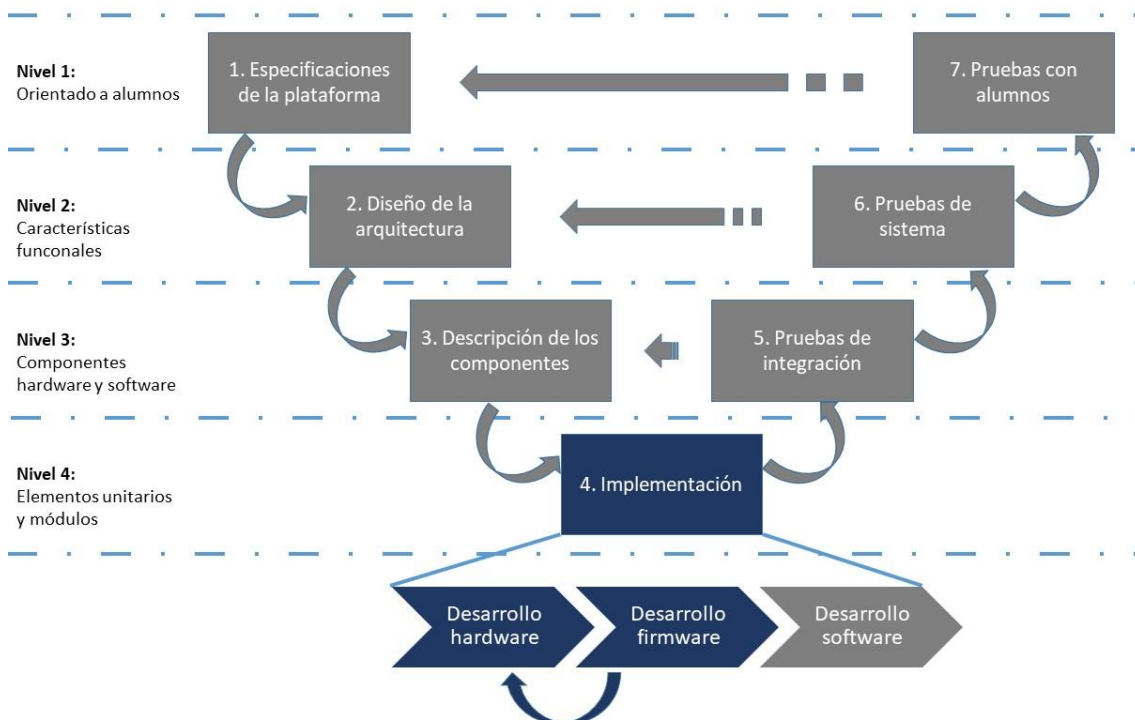 Nivel 1:
Orientado a alumnos
1. Especificaciones
de la plataforma
7. Pruebas con
alumnos
Nivel 2:
Características
funconales
2. Diseño de la
arquitectura
6. Pruebas de
sistema
Nivel 3:
Componentes
hardware y software
3. Descripción de los
componentes
5. Pruebas de
integración
Nivel 4:
Elementos unitarios
y módulos
4. Implementación
Desarrollo
hardware
Desarrollo
firmware
Desarrollo
software